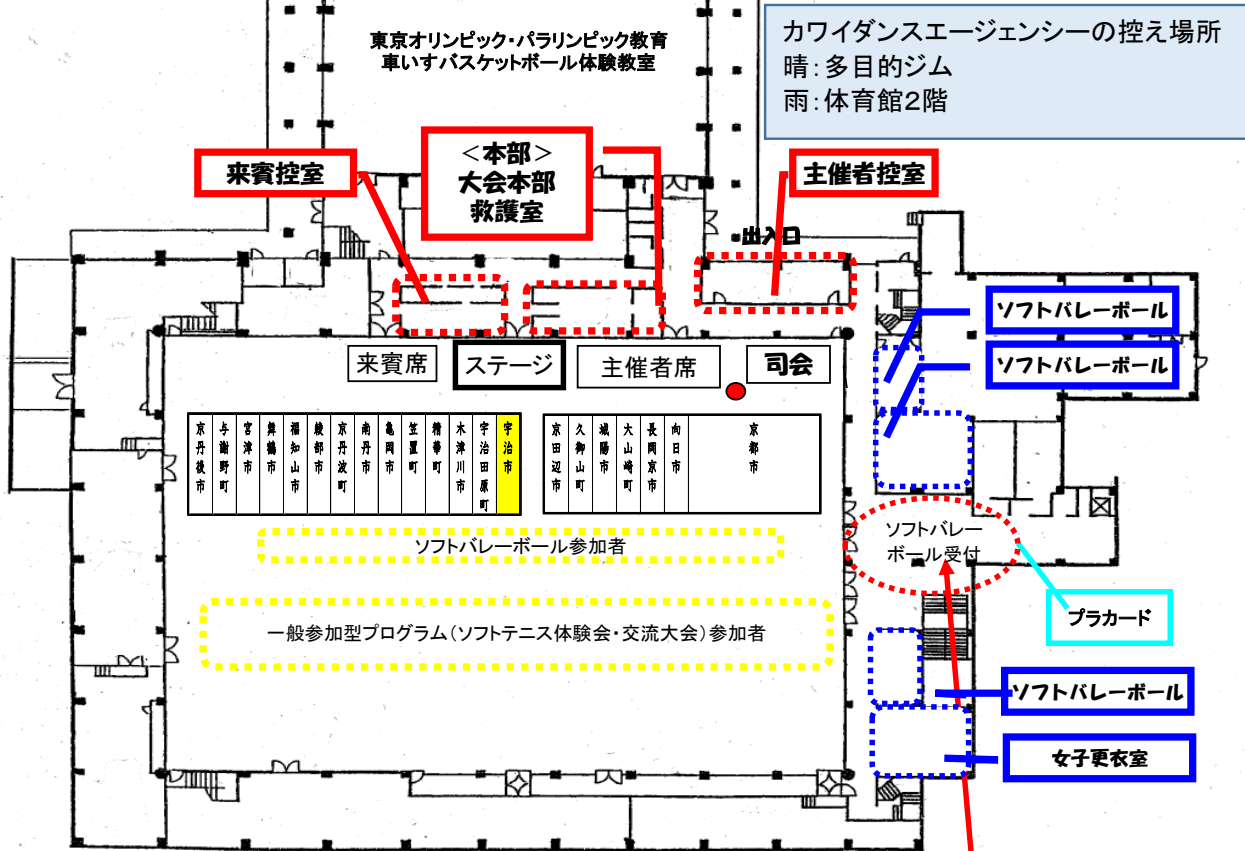 東京オリンピック・パラリンピック教育
車いすバスケットボール体験教室
カワイダンスエージェンシーの控え場所
晴:多目的ジム
雨:体育館2階
来賓控室
<本部>
大会本部
救護室
主催者控室
出入口
ソフトバレーボール
ソフトバレーボール
来賓席
ステージ
主催者席
司会
京丹後市
与謝野町
宮津市
舞鶴市
福知山市
綾部市
京丹波町
南丹市
亀岡市
笠置町
精華町
木津川市
宇治田原町
宇治市
京田辺市
久御山町
城陽市
大山崎町
長岡京市
向日市
京都市
ソフトバレーボール参加者
ソフトバレー
ボール受付
一般参加型プログラム(ソフトテニス体験会・交流大会)参加者
プラカード
ソフトバレーボール
女子更衣室